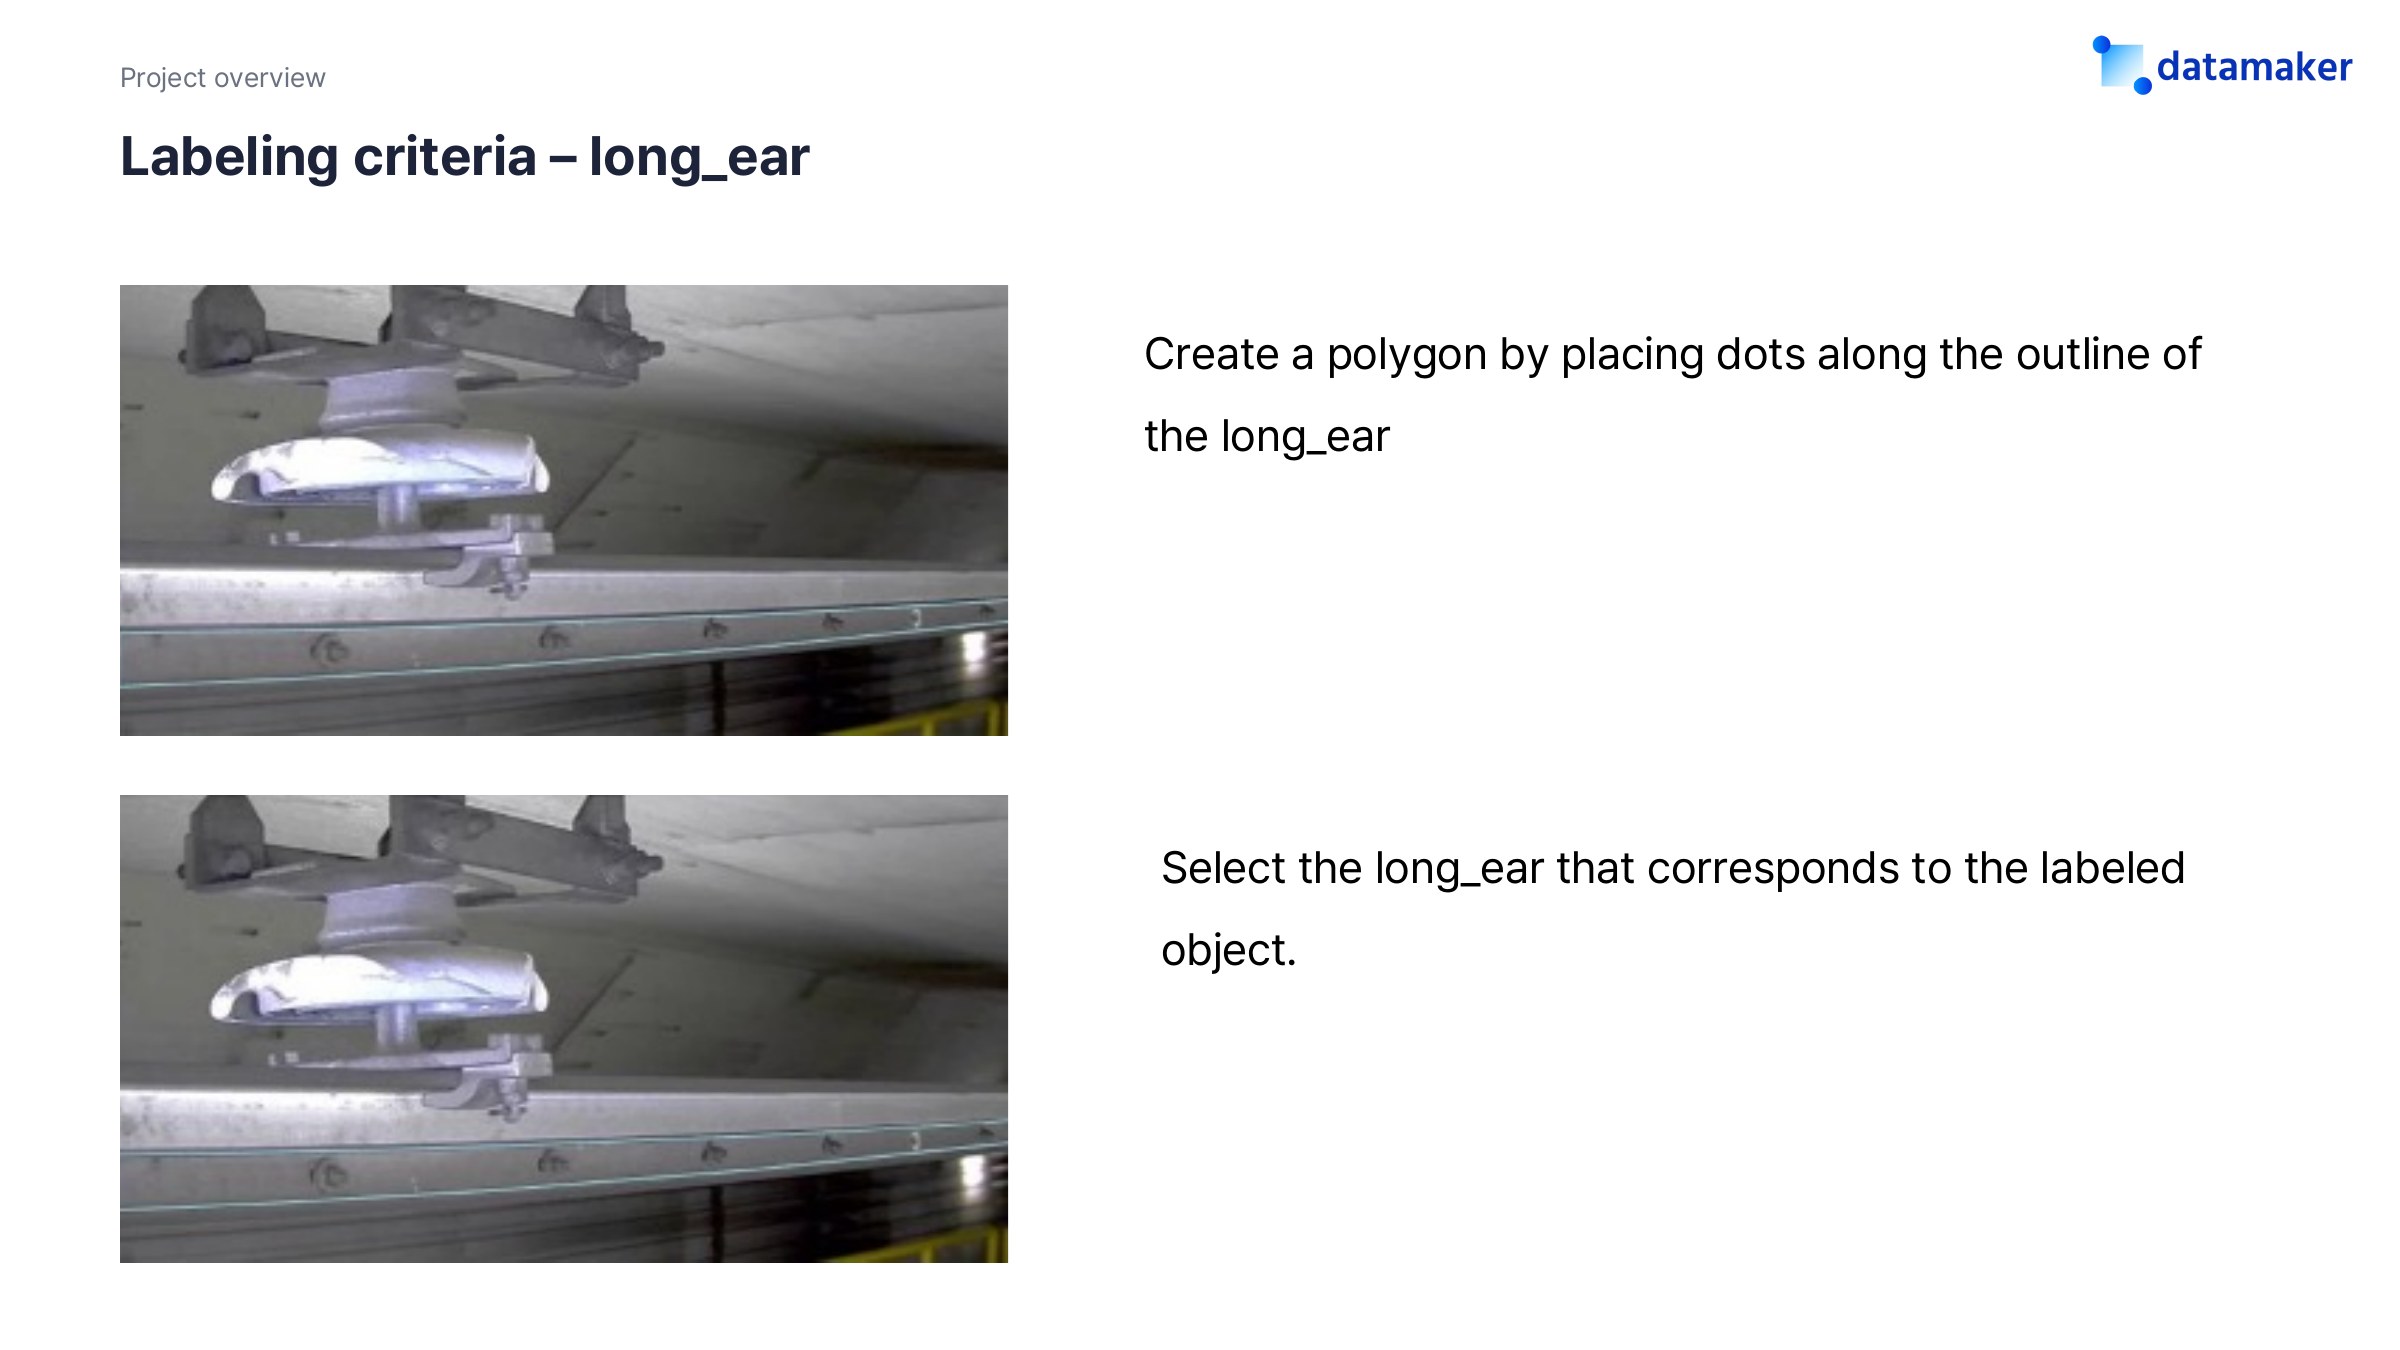 Project overview
datamaker
Labeling criteria – long_ear
Create a polygon by placing dots along the outline of
the long_ear
Select the long_ear that corresponds to the labeled
object.